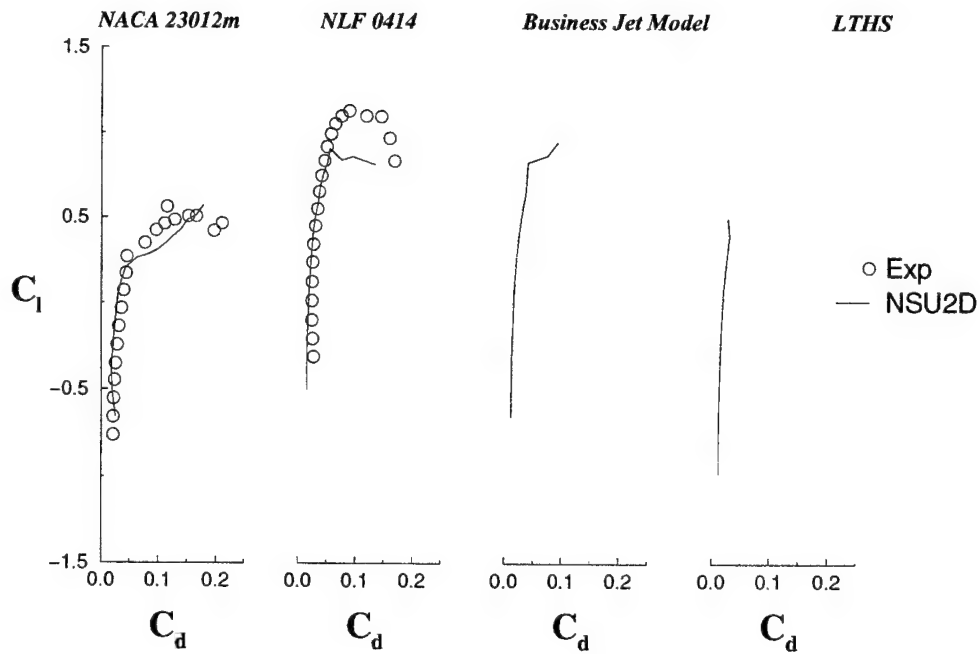 NACA 23012m
NLF 0414
Business Jet Model
LTHS
1.5
0.5
−0.5
−1.5
C_l
Exp
NSU2D
0.0 0.1 0.2
0.0 0.1 0.2
0.0 0.1 0.2
0.0 0.1 0.2
C_d
C_d
C_d
C_d